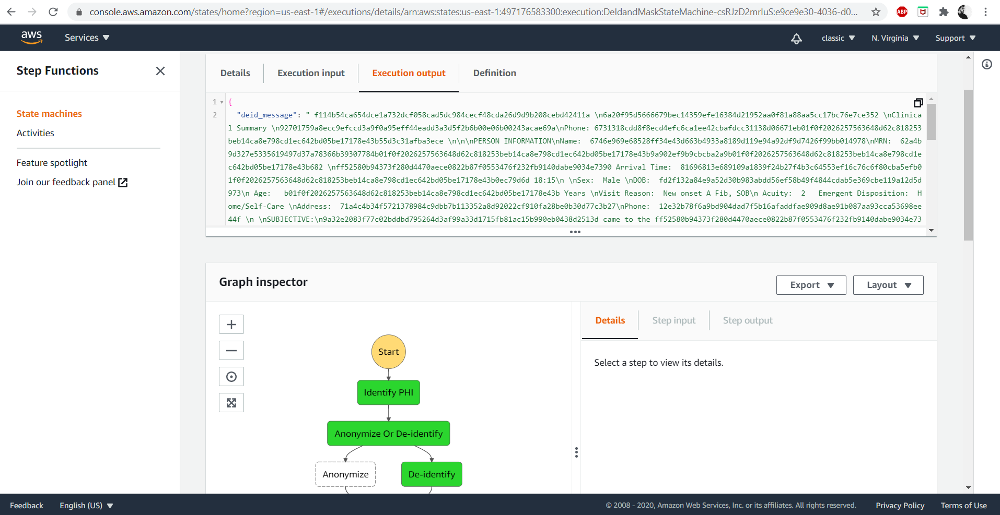 console.aws.amazon.com/states/home?region=us-east-1#/executions/details/arn:aws:states:us-east-1:497176583300:execution:DeIdandMaskStateMachine-csRJzD2mrIuS:e9ce9e30-4036-d0...
ABP
aws
Services
classic
N. Virginia
Support
Step Functions
State machines
Activities
Feature spotlight
Join our feedback panel
Details
Execution input
Execution output
Definition
1 {
2 "deid_message": " f114b54ca654dce1a732dcf058cad5dc984cecf48cda26d9d9b208cebd42411a \n6a20f95d5666679bec14359efe16384d21952aa0f81a88aa5cc17bc76e7ce352 \nClinica
l Summary \n92701759a8ecc9efccd3a9f0a95eff44eadd3a3d5f2b6b00e06b00243acae69a\nPhone: 6731318cdd8f8ecd4efc6ca1ee42cbafdcc31138d06671eb01f0f2026257563648d62c818253
beb14ca8e798cd1ec642bd05be17178e43b55d3c31afba3ece \n\n\nPERSON INFORMATION\nName: 6746e969e68528ff34e43d663b4933a8189d119e94a92df9d7426f99bb014978\nMRN: 62a4b
9d327e5335619497d37a78366b39307784b01f0f2026257563648d62c818253beb14ca8e798cd1ec642bd05be17178e43b9a902ef9b9cbcba2a9b01f0f2026257563648d62c818253beb14ca8e798cd1e
c642bd05be17178e43b682 \nff52580b94373f280d4470aece0822b87f0553476f232fb9140dabe9034e7390 Arrival Time: 81696813e689109a1839f24b27f4b3c64553ef16c76c6f80cba5efb0
1f0f2026257563648d62c818253beb14ca8e798cd1ec642bd05be17178e43b0ec79d6d 18:15\n \nSex: Male \nDOB: fd2f132a84e9a52d30b983abdd56ef58b49f4844cdab5e369cbe119a12d5d
973\n Age: b01f0f2026257563648d62c818253beb14ca8e798cd1ec642bd05be17178e43b Years \nVisit Reason: New onset A Fib, SOB\n Acuity: 2 Emergent Disposition: H
ome/Self-Care \nAddress: 71a4c4b34f5721378984c9dbb7b113352a8d92022cf910fa28be0b30d77c3b27\nPhone: 12e32b78f6a9bd904dad7f5b16afaddfae909d8ae91b087aa93cca53698ee
44f \n \nSUBJECTIVE:\n9a32e2083f77c02bddbd795264d3af99a33d1715fb81ac15b990eb0438d2513d came to the ff52580b94373f280d4470aece0822b87f0553476f232fb9140dabe9034e73
Graph inspector
Export
Layout
Start
Identify PHI
Anonymize Or De-identify
Anonymize
De-identify
Details
Step input
Step output
Select a step to view its details.
Feedback
English (US)
© 2008 - 2020, Amazon Web Services, Inc. or its affiliates. All rights reserved.
Privacy Policy
Terms of Use